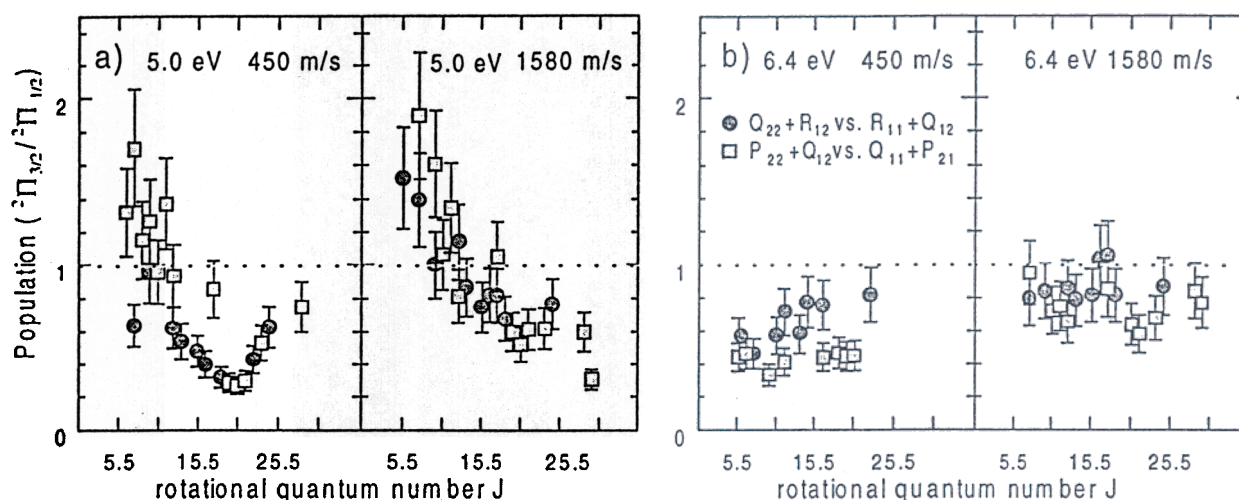 Population ( ²Π₃/₂/²Π₁/₂)
a) 5.0 eV 450 m/s
5.0 eV 1580 m/s
2
1
0
5.5 15.5 25.5
5.5 15.5 25.5
rotational quantum number J
b) 6.4 eV 450 m/s
6.4 eV 1580 m/s
Q₂₂+R₁₂ vs. R₁₁+Q₁₂
P₂₂+Q₁₂ vs. Q₁₁+P₂₁
2
1
0
5.5 15.5 25.5
5.5 15.5 25.5
rotational quantum number J